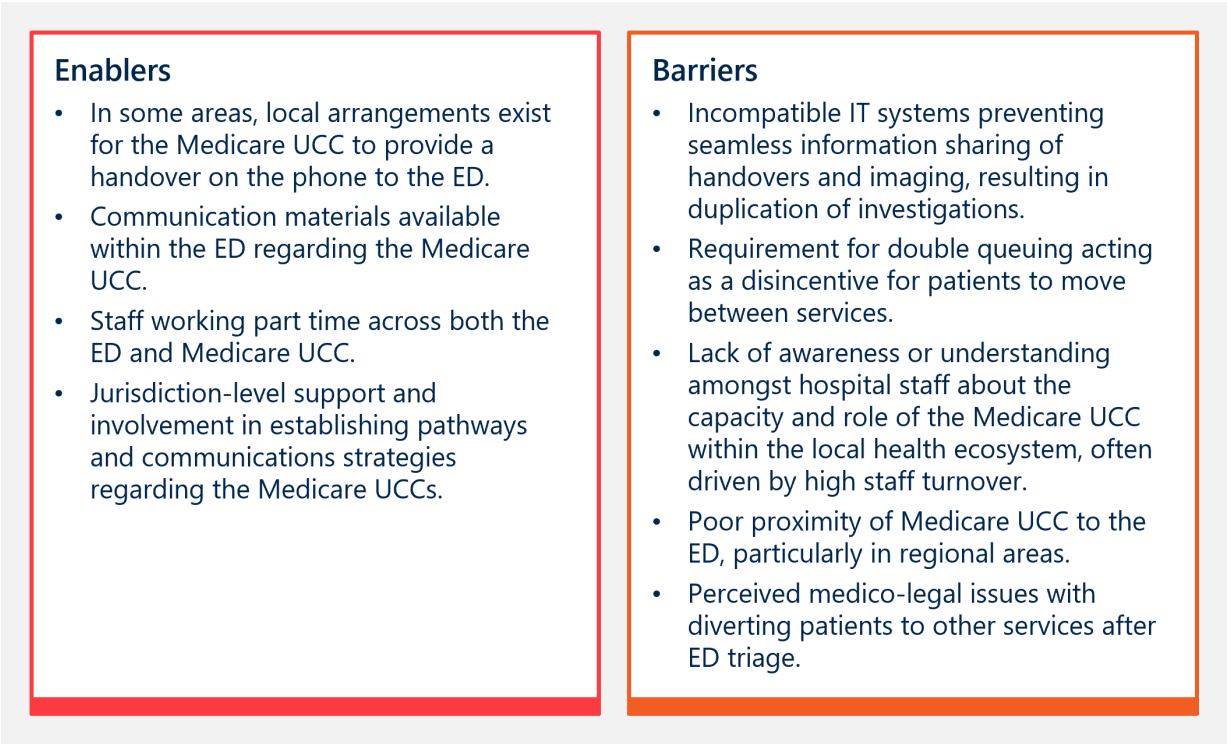 Enablers
• In some areas, local arrangements exist
for the Medicare UCC to provide a
handover on the phone to the ED.
• Communication materials available
within the ED regarding the Medicare
UCC.
• Staff working part time across both the
ED and Medicare UCC.
• Jurisdiction-level support and
involvement in establishing pathways
and communications strategies
regarding the Medicare UCCs.
Barriers
• Incompatible IT systems preventing
seamless information sharing of
handovers and imaging, resulting in
duplication of investigations.
• Requirement for double queuing acting
as a disincentive for patients to move
between services.
• Lack of awareness or understanding
amongst hospital staff about the
capacity and role of the Medicare UCC
within the local health ecosystem, often
driven by high staff turnover.
• Poor proximity of Medicare UCC to the
ED, particularly in regional areas.
• Perceived medico-legal issues with
diverting patients to other services after
ED triage.